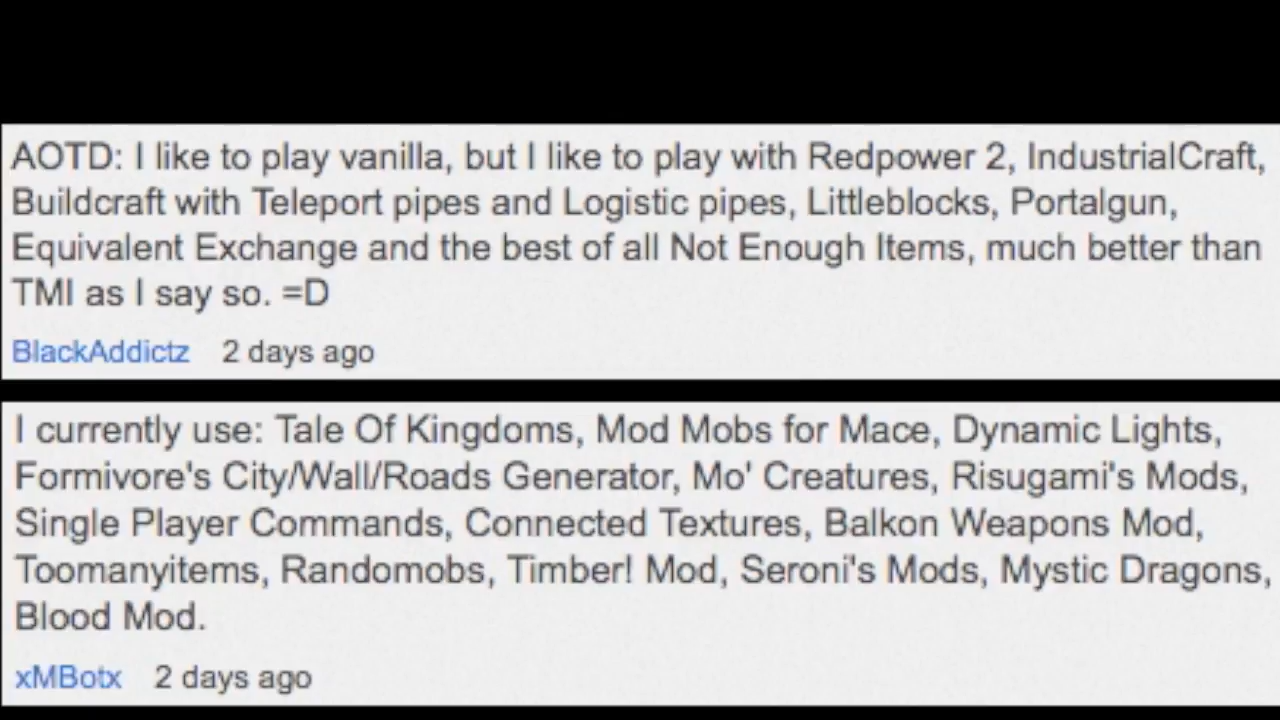 AOTD: I like to play vanilla, but I like to play with Redpower 2, IndustrialCraft,
Buildcraft with Teleport pipes and Logistic pipes, Littleblocks, Portalgun,
Equivalent Exchange and the best of all Not Enough Items, much better than
TMI as I say so. =D
BlackAddictz 2 days ago
I currently use: Tale Of Kingdoms, Mod Mobs for Mace, Dynamic Lights,
Formivore's City/Wall/Roads Generator, Mo' Creatures, Risugami's Mods,
Single Player Commands, Connected Textures, Balkon Weapons Mod,
Toomanyitems, Randomobs, Timber! Mod, Seroni's Mods, Mystic Dragons,
Blood Mod.
xMBotx 2 days ago